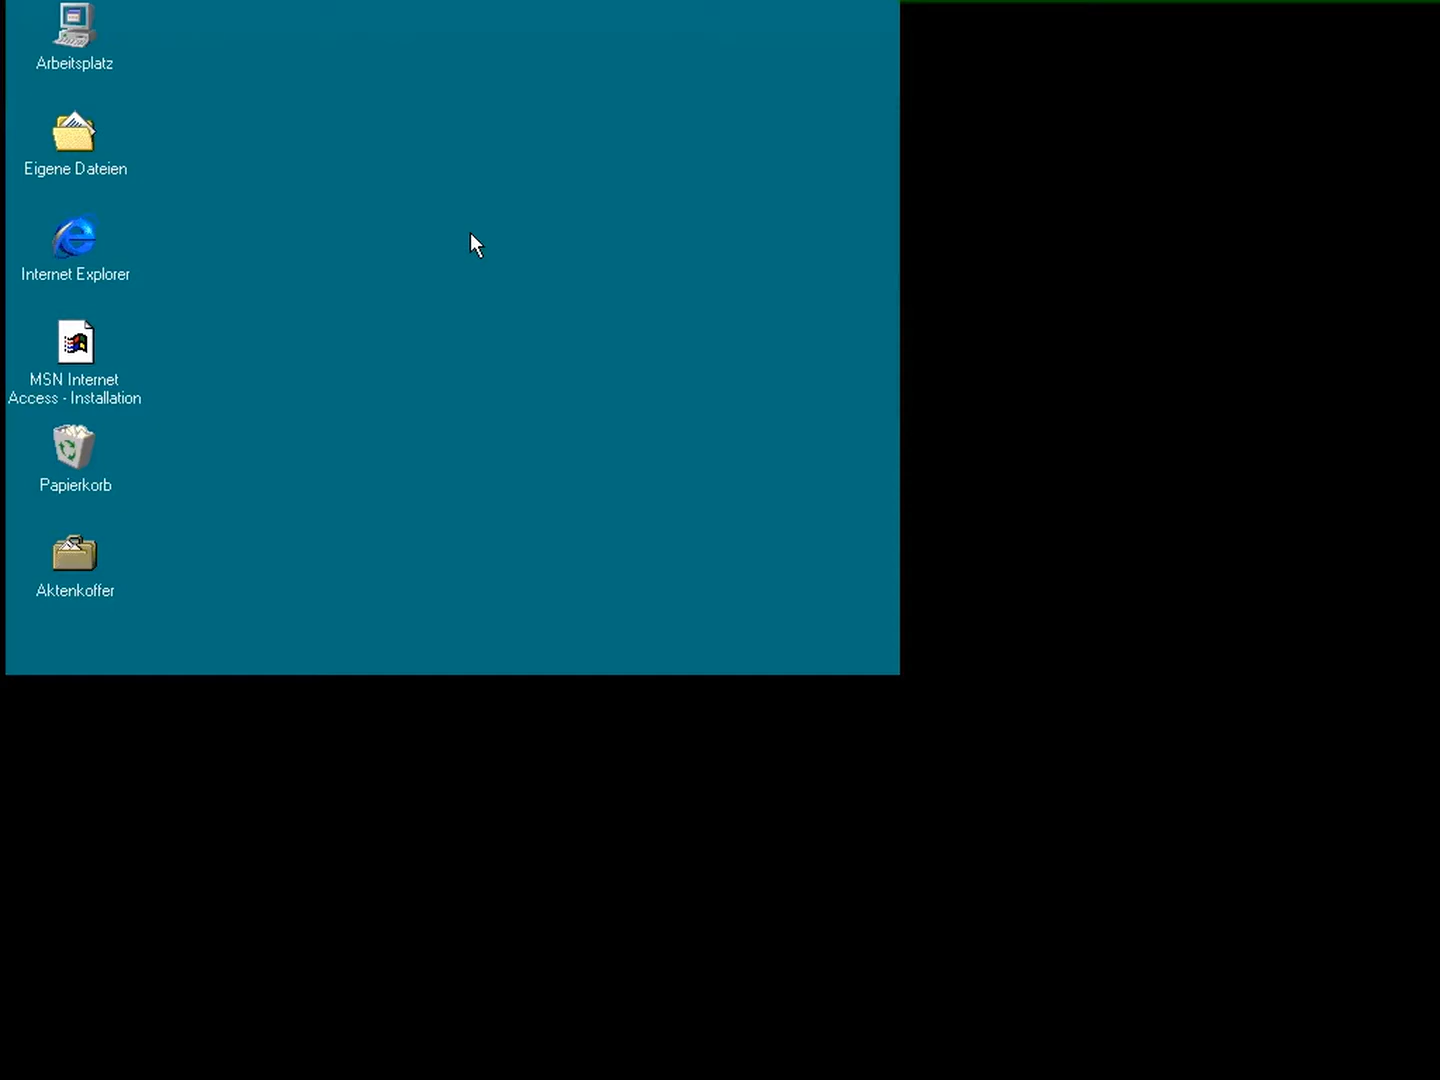 Arbeitsplatz
Eigene Dateien
Internet Explorer
MSN Internet
Access - Installation
Papierkorb
Aktenkoffer